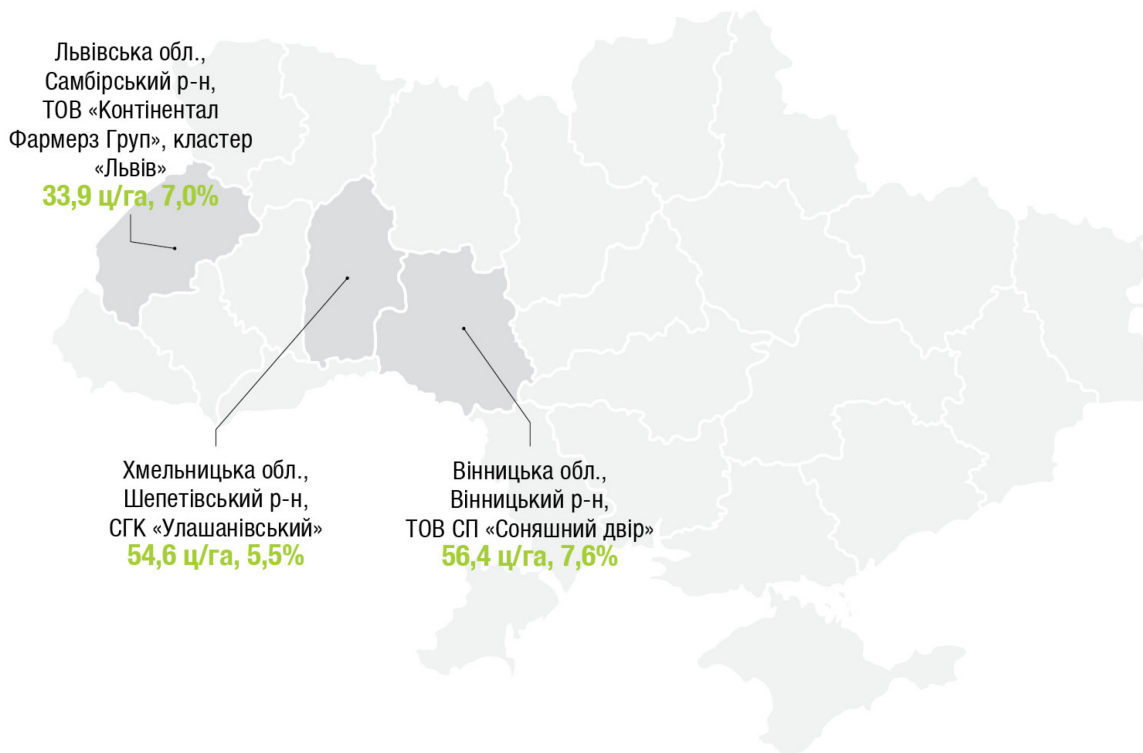 Львівська обл.,
Самбірський р-н,
ТОВ «Контінентал
Фармерз Груп», кластер
«Львів»
33,9 ц/га, 7,0%
Хмельницька обл.,
Шепетівський р-н,
СГК «Улашанівський»
54,6 ц/га, 5,5%
Вінницька обл.,
Вінницький р-н,
ТОВ СП «Соняшний двір»
56,4 ц/га, 7,6%